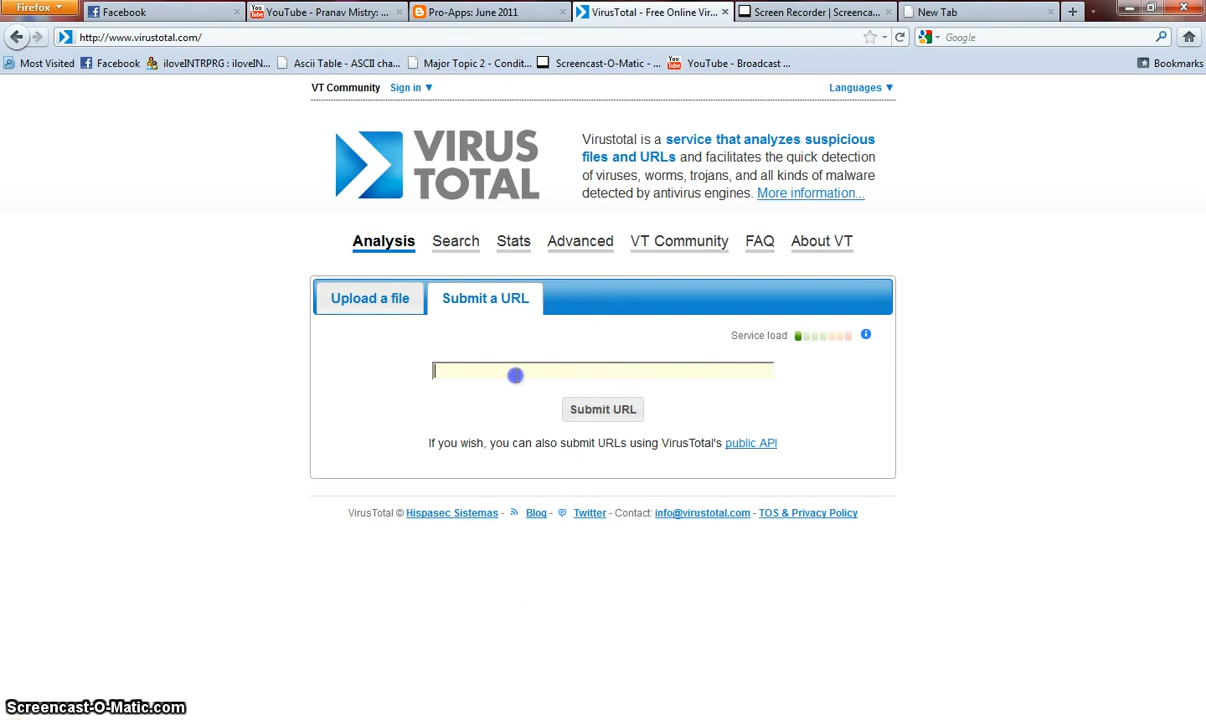 Firefox
Facebook
YouTube - Pranav Mistry: ...
Pro-Apps: June 2011
VirusTotal - Free Online Vir...
Screen Recorder | Screenca...
New Tab
http://www.virustotal.com/
Google
Most Visited
Facebook
iloveINTRPRG : iloveIN...
Ascii Table - ASCII cha...
Major Topic 2 - Condit...
Screencast-O-Matic - ...
YouTube - Broadcast ...
Bookmarks
VT Community Sign in ▼
Languages ▼
VIRUS
TOTAL
Virustotal is a service that analyzes suspicious
files and URLs and facilitates the quick detection
of viruses, worms, trojans, and all kinds of malware
detected by antivirus engines. More information...
Analysis Search Stats Advanced VT Community FAQ About VT
Upload a file
Submit a URL
Service load
Submit URL
If you wish, you can also submit URLs using VirusTotal's public API
VirusTotal © Hispasec Sistemas - Blog - Twitter - Contact: info@virustotal.com - TOS & Privacy Policy
Screencast-O-Matic.com